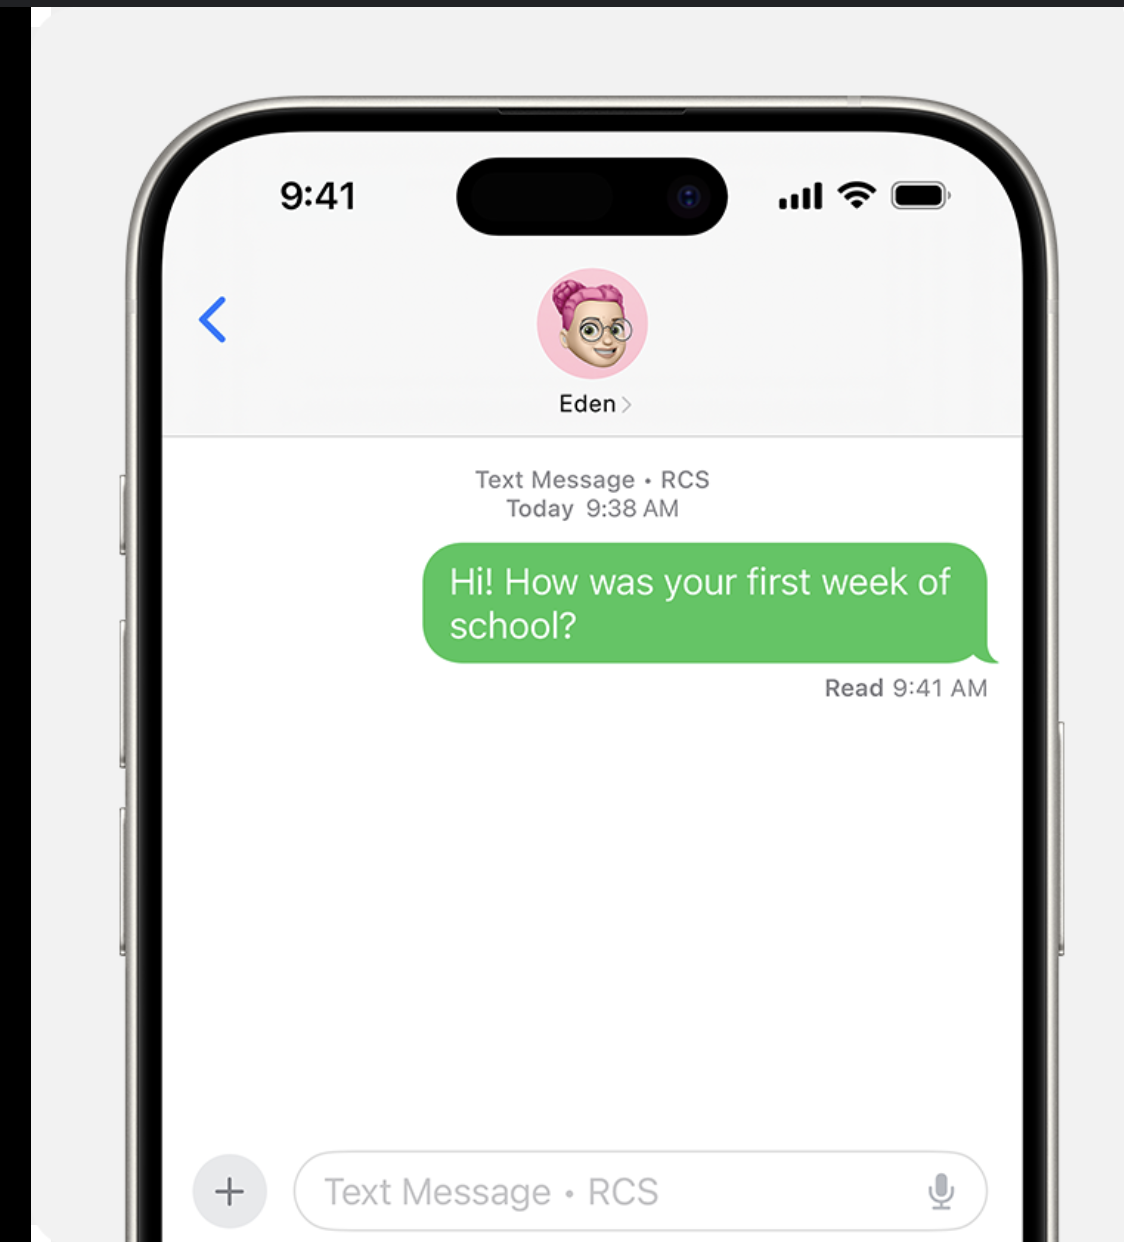 9:41
Eden
Text Message • RCS
Today 9:38 AM
Hi! How was your first week of
school?
Read 9:41 AM
Text Message • RCS